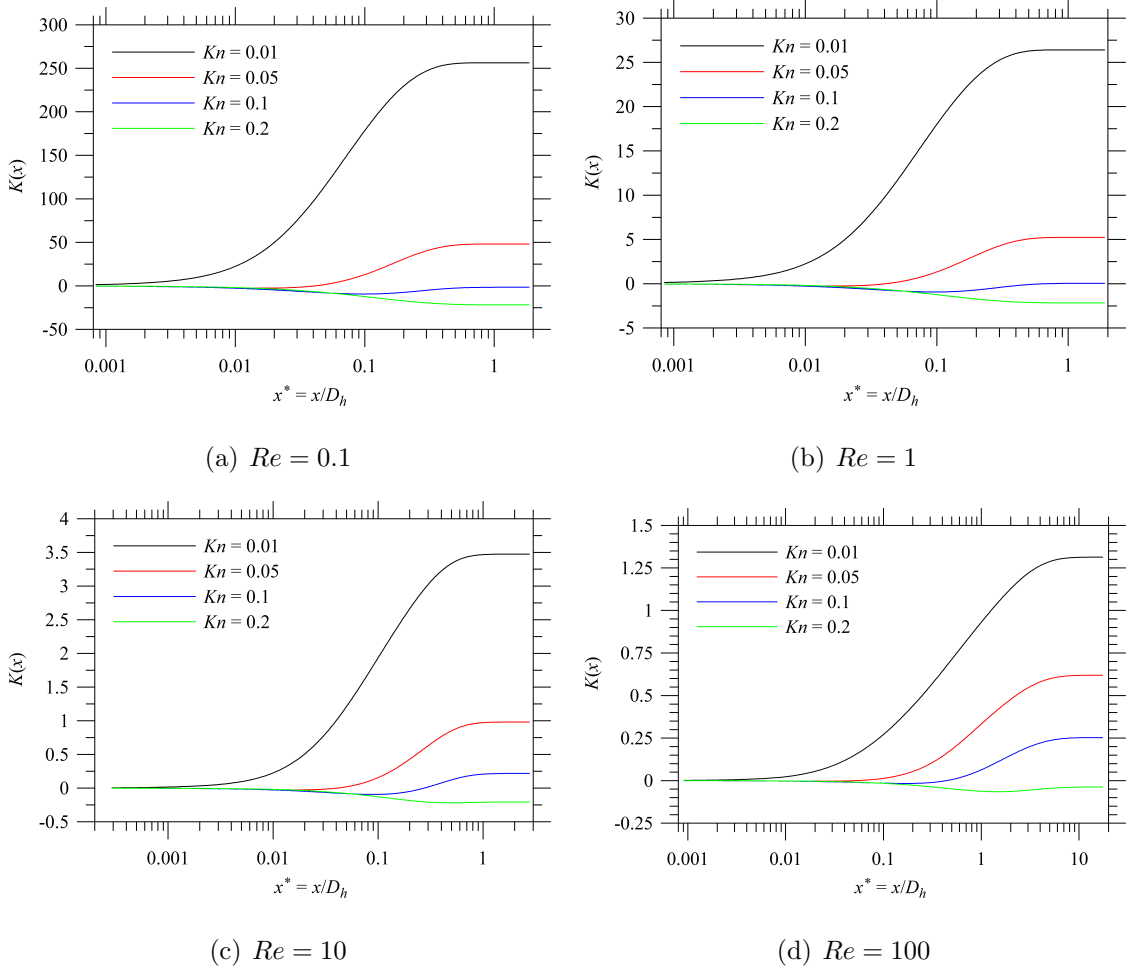 300
250
200
150
100
50
0
-50
K(x)
Kn = 0.01
Kn = 0.05
Kn = 0.1
Kn = 0.2
0.001
0.01
0.1
1
x* = x/D_h
(a) Re = 0.1
30
25
20
15
10
5
0
-5
K(x)
Kn = 0.01
Kn = 0.05
Kn = 0.1
Kn = 0.2
0.001
0.01
0.1
1
x* = x/D_h
(b) Re = 1
4
3.5
3
2.5
2
1.5
1
0.5
0
-0.5
K(x)
Kn = 0.01
Kn = 0.05
Kn = 0.1
Kn = 0.2
0.001
0.01
0.1
1
x* = x/D_h
(c) Re = 10
1.5
1.25
1
0.75
0.5
0.25
0
-0.25
K(x)
Kn = 0.01
Kn = 0.05
Kn = 0.1
Kn = 0.2
0.001
0.01
0.1
1
10
x* = x/D_h
(d) Re = 100